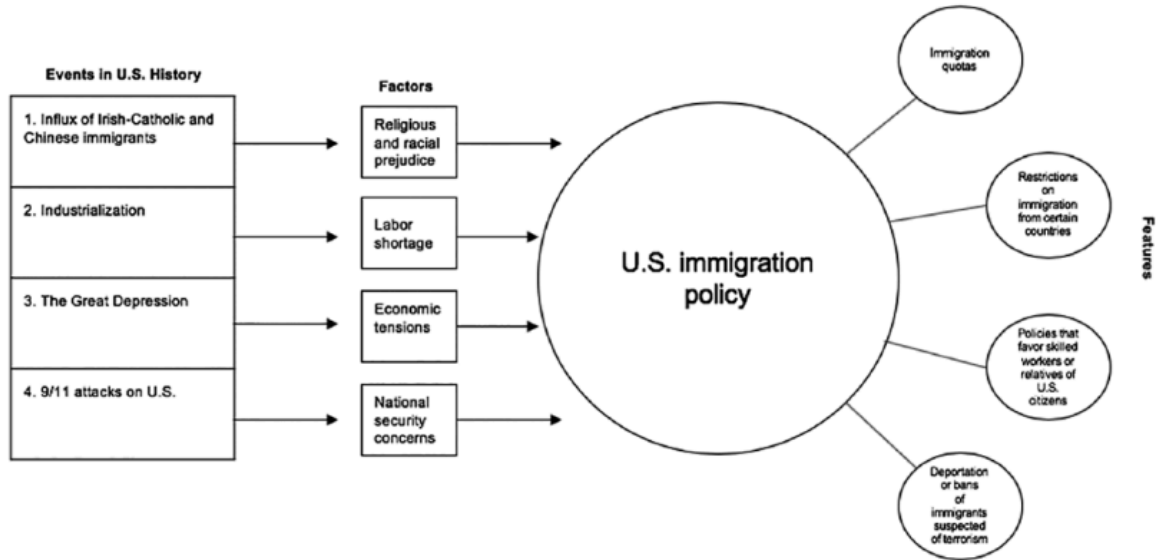 Events in U.S. History
1. Influx of Irish-Catholic and
Chinese immigrants
2. Industrialization
3. The Great Depression
4. 9/11 attacks on U.S.
Factors
Religious
and racial
prejudice
Labor
shortage
Economic
tensions
National
security
concerns
U.S. immigration
policy
Immigration
quotas
Restrictions
on
immigration
from certain
countries
Policies that
favor skilled
workers or
relatives of
U.S.
citizens
Deportation
or bans
of
immigrants
suspected
of terrorism
Features